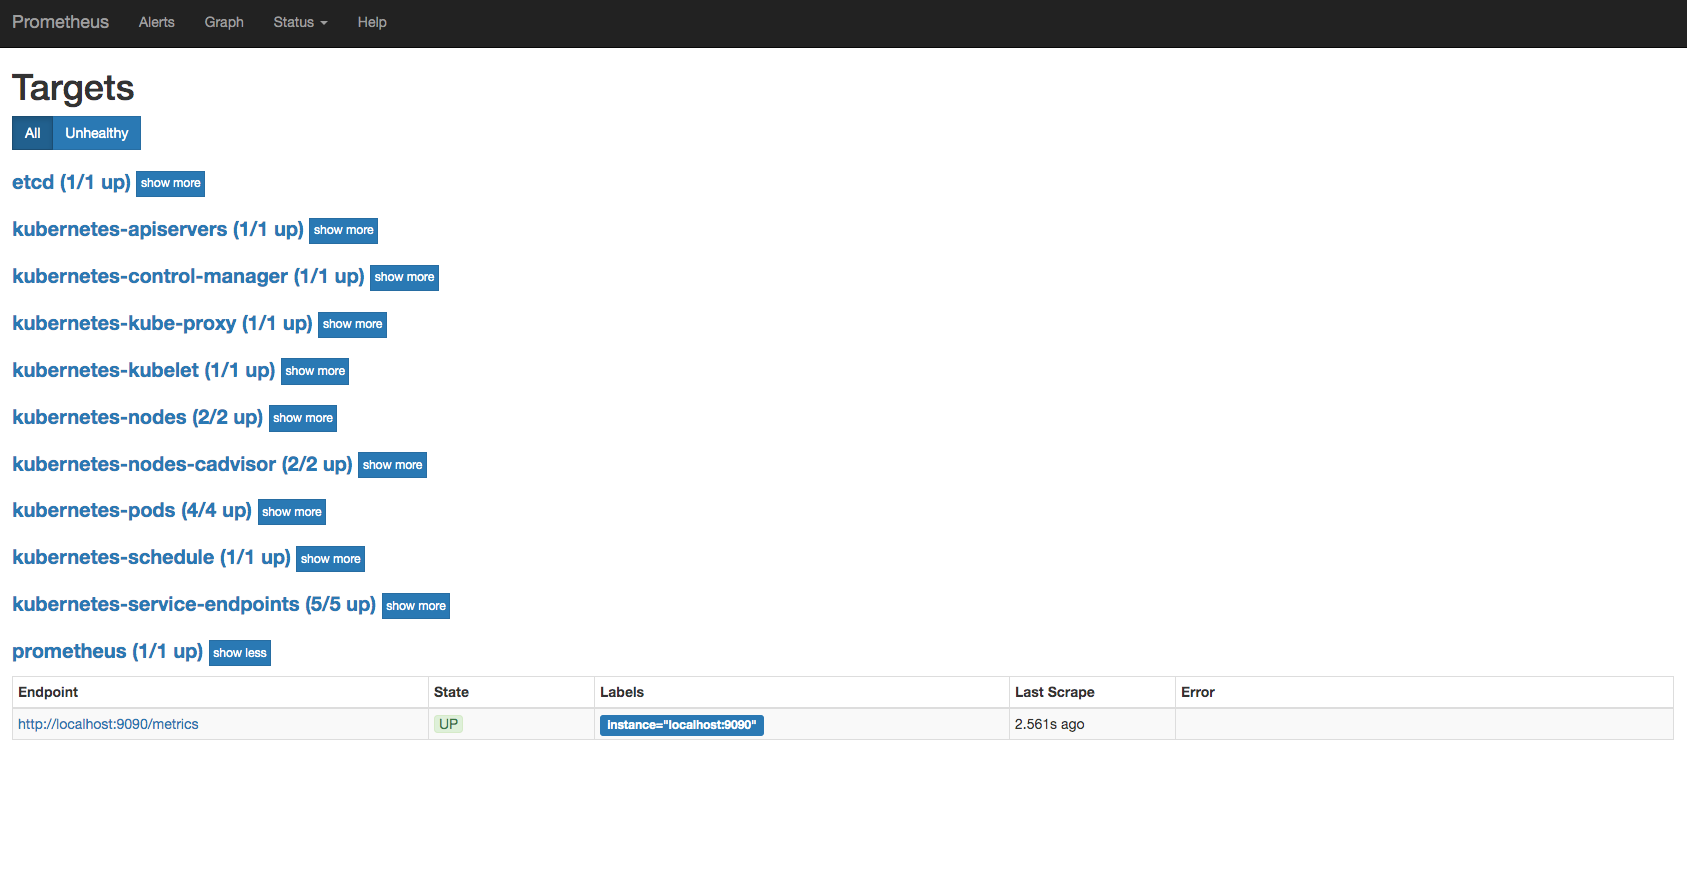 Prometheus Alerts Graph Status Help
Targets
All Unhealthy
etcd (1/1 up) show more
kubernetes-apiservers (1/1 up) show more
kubernetes-control-manager (1/1 up) show more
kubernetes-kube-proxy (1/1 up) show more
kubernetes-kubelet (1/1 up) show more
kubernetes-nodes (2/2 up) show more
kubernetes-nodes-cadvisor (2/2 up) show more
kubernetes-pods (4/4 up) show more
kubernetes-schedule (1/1 up) show more
kubernetes-service-endpoints (5/5 up) show more
prometheus (1/1 up) show less
Endpoint State Labels Last Scrape Error
http://localhost:9090/metrics UP instance="localhost:9090" 2.561s ago